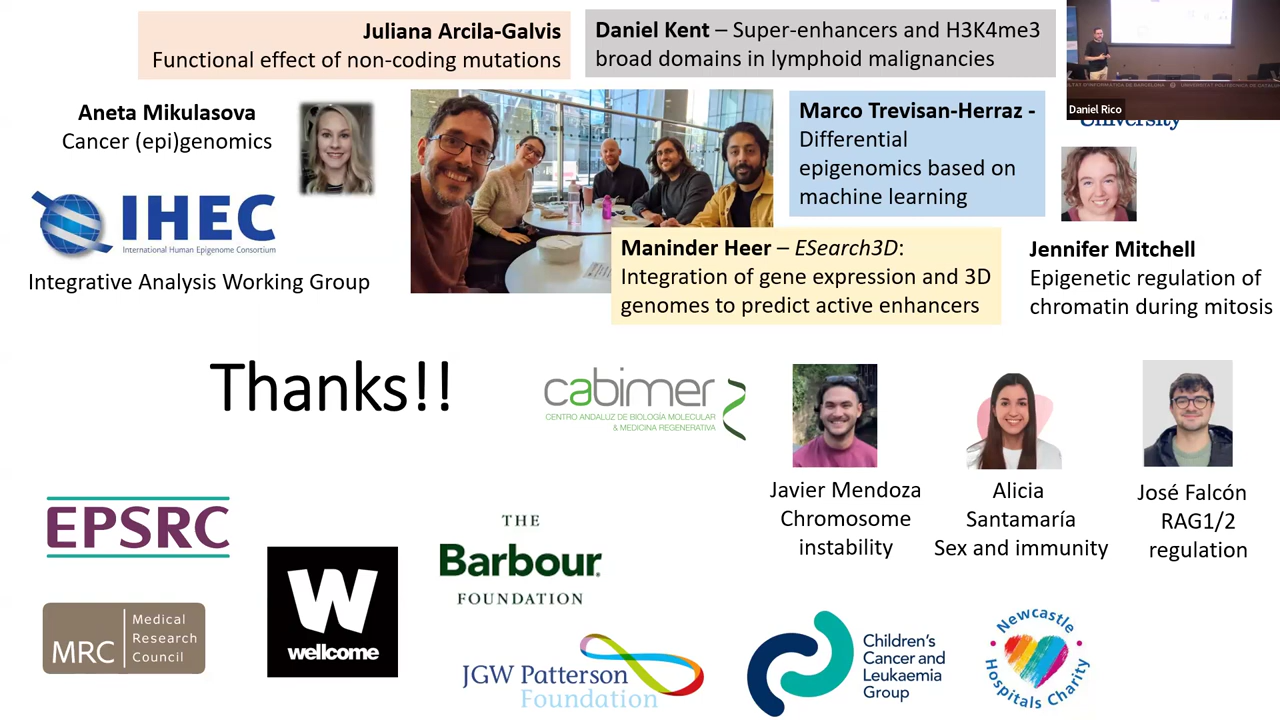 Juliana Arcila-Galvis
Functional effect of non-coding mutations
Daniel Kent – Super-enhancers and H3K4me3
broad domains in lymphoid malignancies
Daniel Rico
University
Aneta Mikulasova
Cancer (epi)genomics
Marco Trevisan-Herraz -
Differential
epigenomics based on
machine learning
IHEC
International Human Epigenome Consortium
Integrative Analysis Working Group
Maninder Heer – ESearch3D:
Integration of gene expression and 3D
genomes to predict active enhancers
Jennifer Mitchell
Epigenetic regulation of
chromatin during mitosis
Thanks!!
cabimer
CENTRO ANDALUZ DE BIOLOGÍA MOLECULAR
& MEDICINA REGENERATIVA
Javier Mendoza
Chromosome
instability
Alicia
Santamaría
Sex and immunity
José Falcón
RAG1/2
regulation
EPSRC
MRC
Medical
Research
Council
W
wellcome
THE
Barbour
FOUNDATION
JGW Patterson
Foundation
Children's
Cancer and
Leukaemia
Group
Newcastle
Hospitals Charity